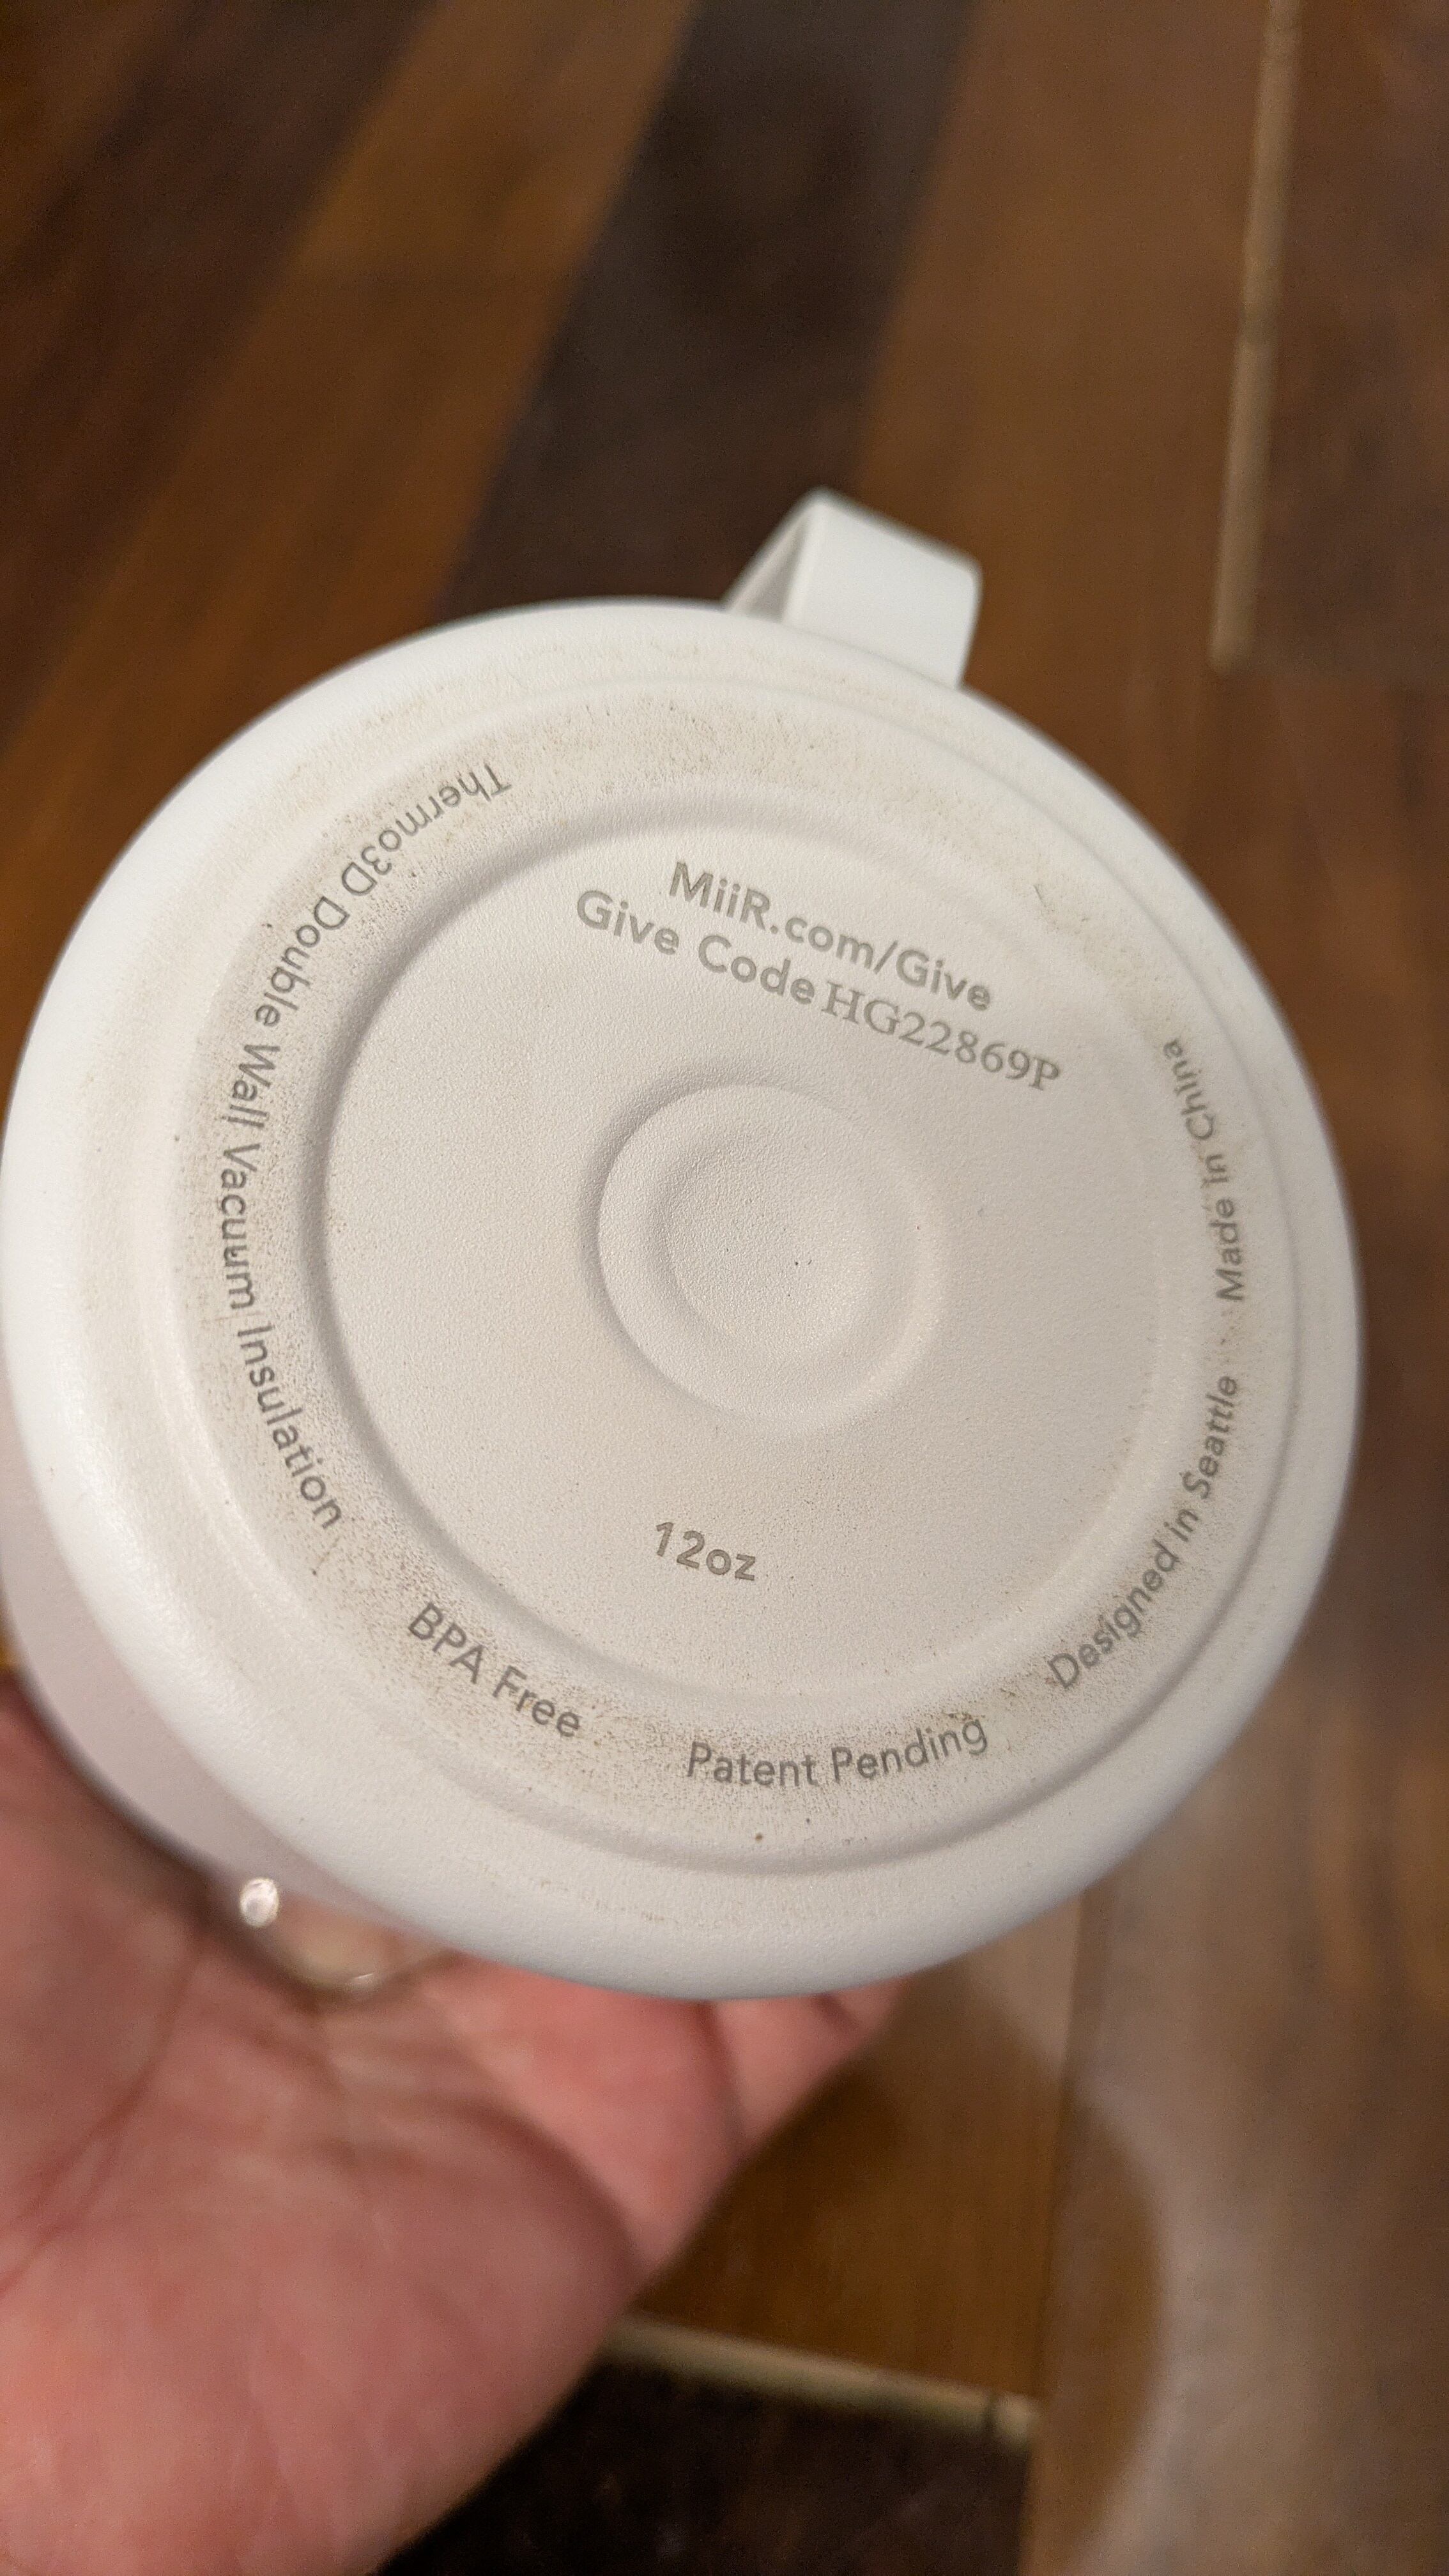 MiiR.com/Give
Give Code HG22869P
12oz
Thermo3D Double Wall Vacuum Insulation
BPA Free
Patent Pending
Designed in Seattle
Made in China